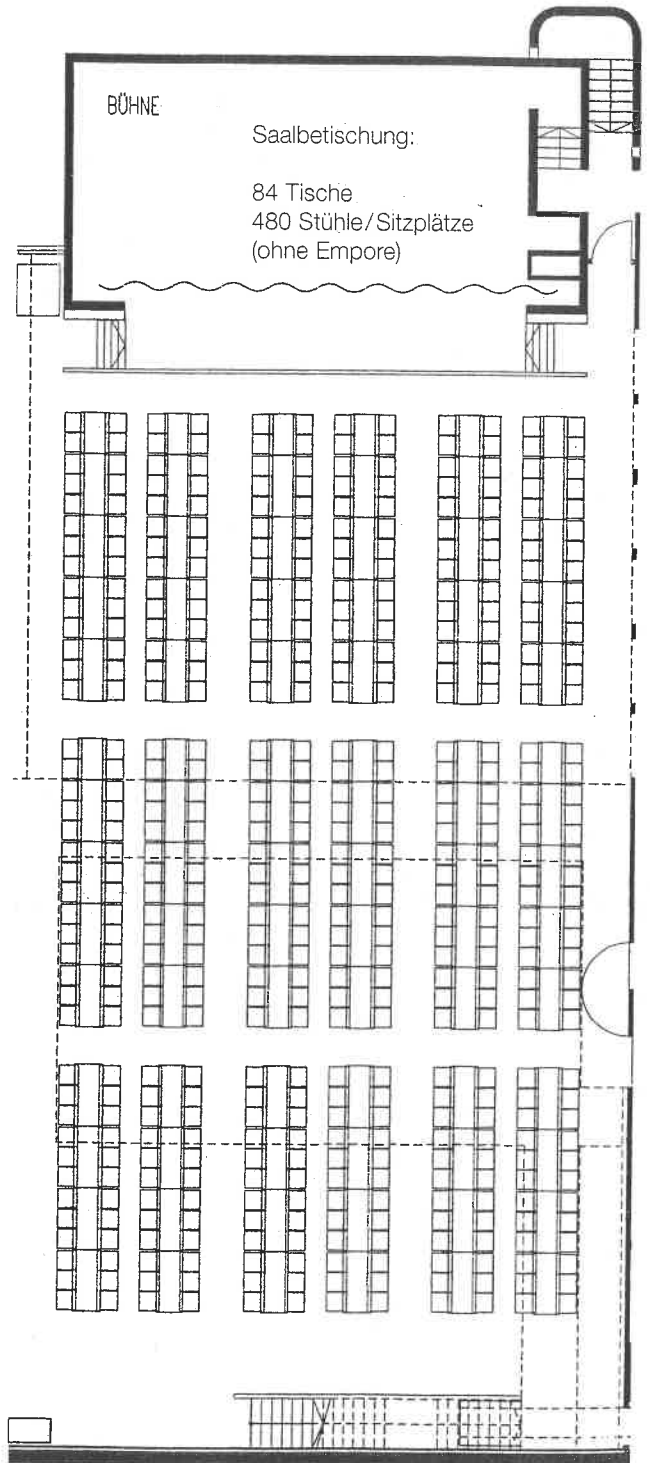 BÜHNE
Saalbetischung:
84 Tische
480 Stühle/Sitzplätze
(ohne Empore)